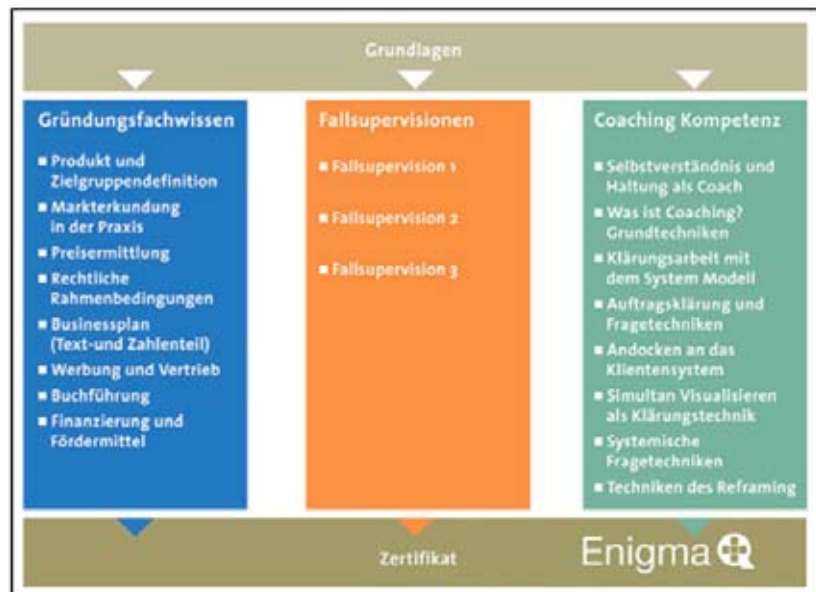 Grundlagen
Gründungsfachwissen
■ Produkt und
Zielgruppendefinition
■ Markterkundung
in der Praxis
■ Preisermittlung
■ Rechtliche
Rahmenbedingungen
■ Businessplan
(Text-und Zahlenteil)
■ Werbung und Vertrieb
■ Buchführung
■ Finanzierung und
Fördermittel
Fallsupervisionen
■ Fallsupervision 1
■ Fallsupervision 2
■ Fallsupervision 3
Coaching Kompetenz
■ Selbstverständnis und
Haltung als Coach
■ Was ist Coaching?
Grundtechniken
■ Klärungsarbeit mit
dem System Modell
■ Auftragsklärung und
Fragetechniken
■ Andocken an das
Klientensystem
■ Simultan Visualisieren
als Klärungstechnik
■ Systemische
Fragetechniken
■ Techniken des Reframing
Zertifikat
Enigma Q